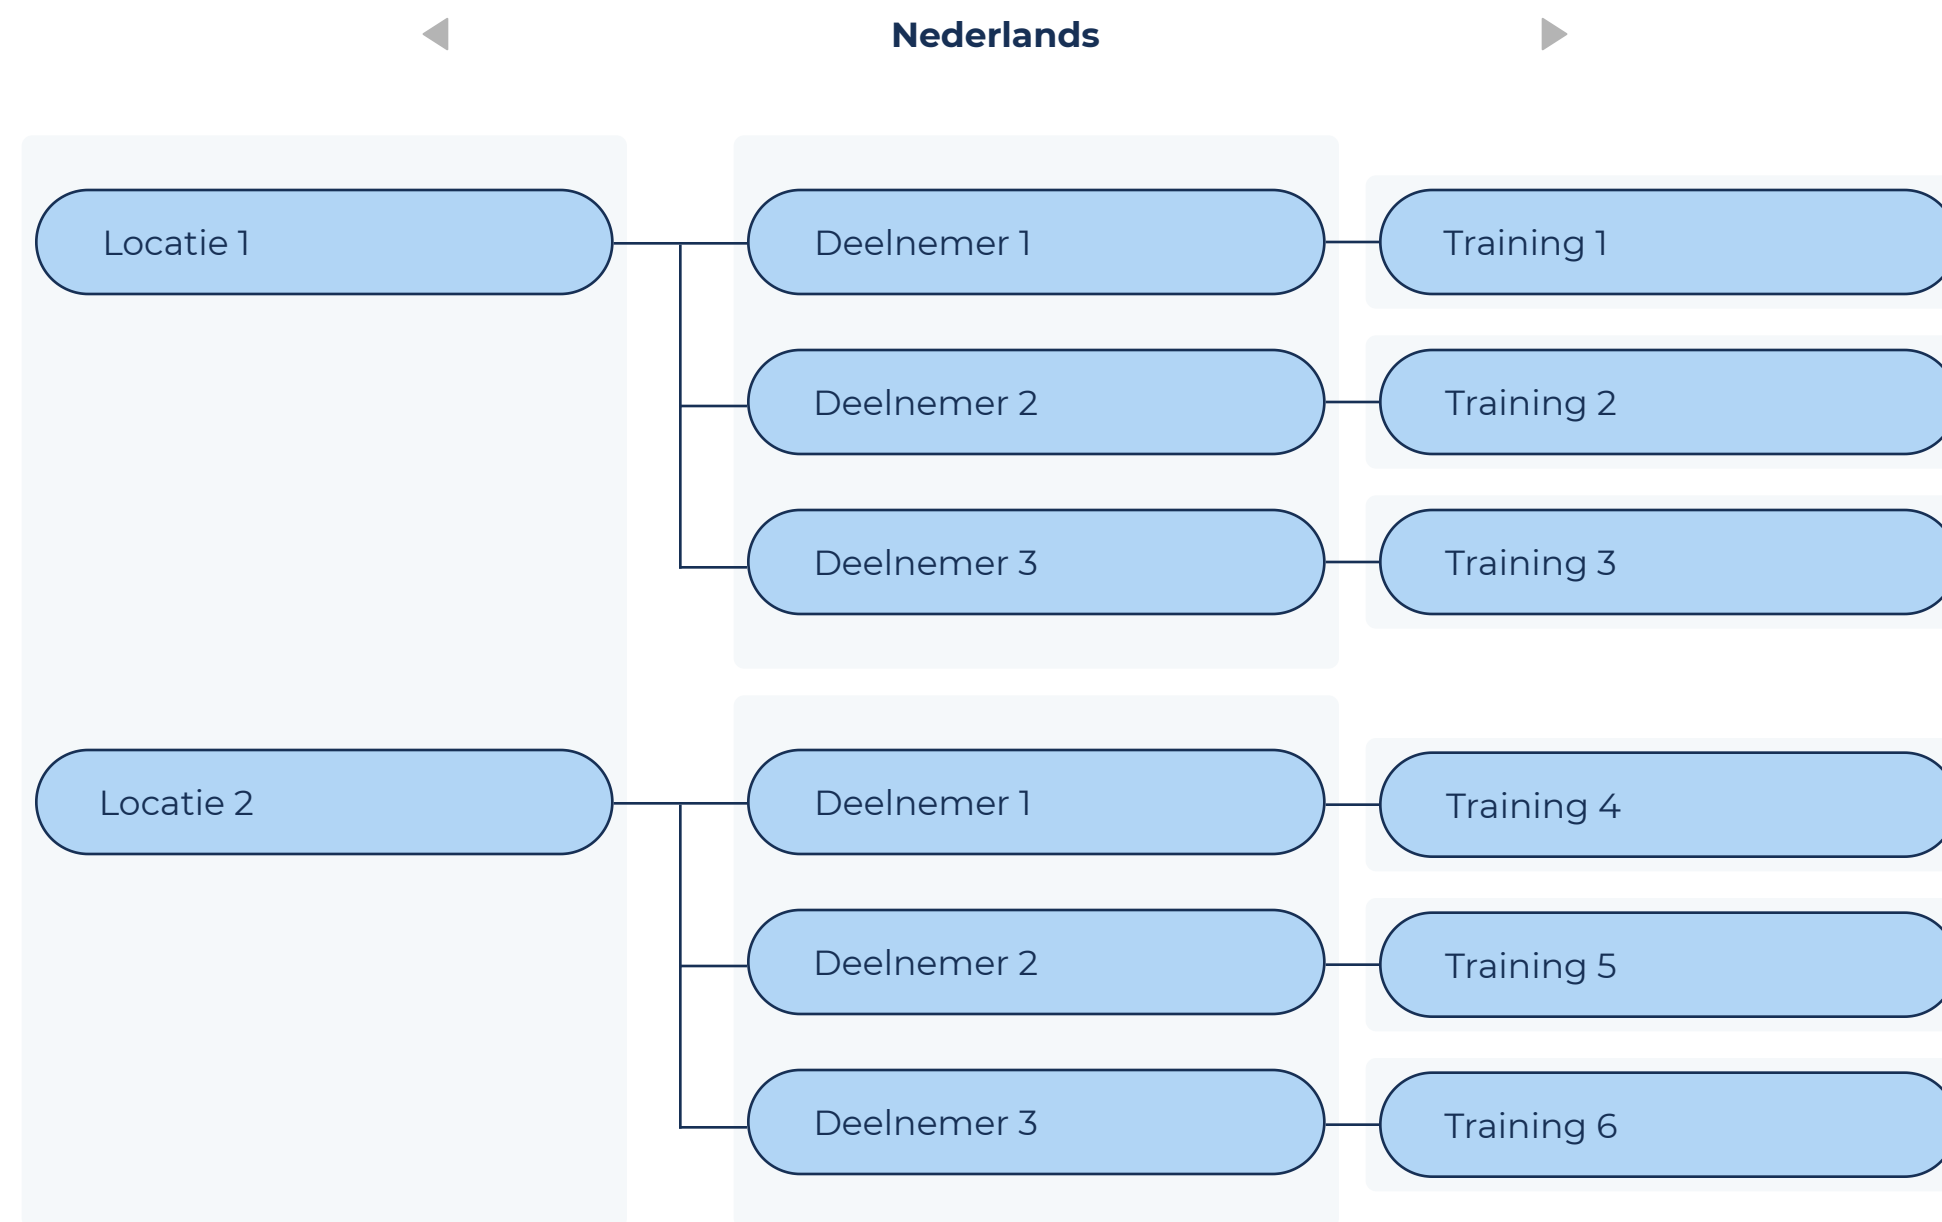 Nederlands
Locatie 1
Deelnemer 1
Training 1
Deelnemer 2
Training 2
Deelnemer 3
Training 3
Locatie 2
Deelnemer 1
Training 4
Deelnemer 2
Training 5
Deelnemer 3
Training 6